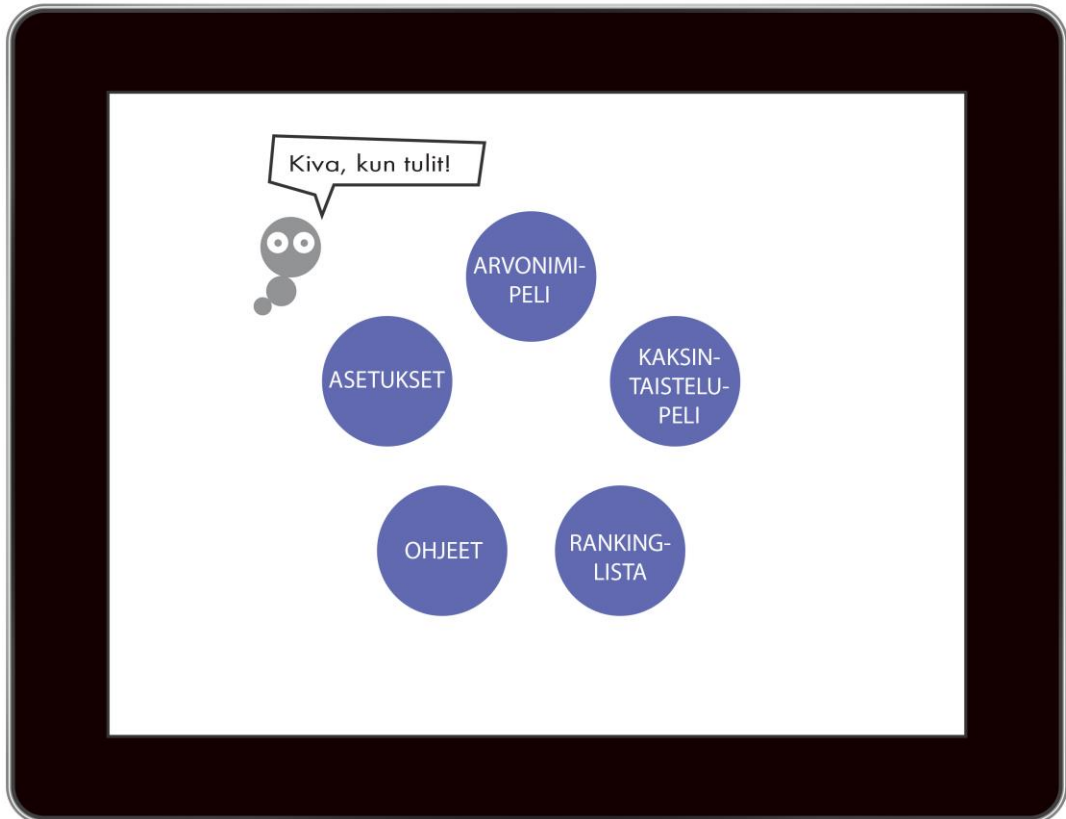 Kiva, kun tulit!
ARVONIMI-
PELI
ASETUKSET
KAKSIN-
TAISTELU-
PELI
OHJEET
RANKING-
LISTA